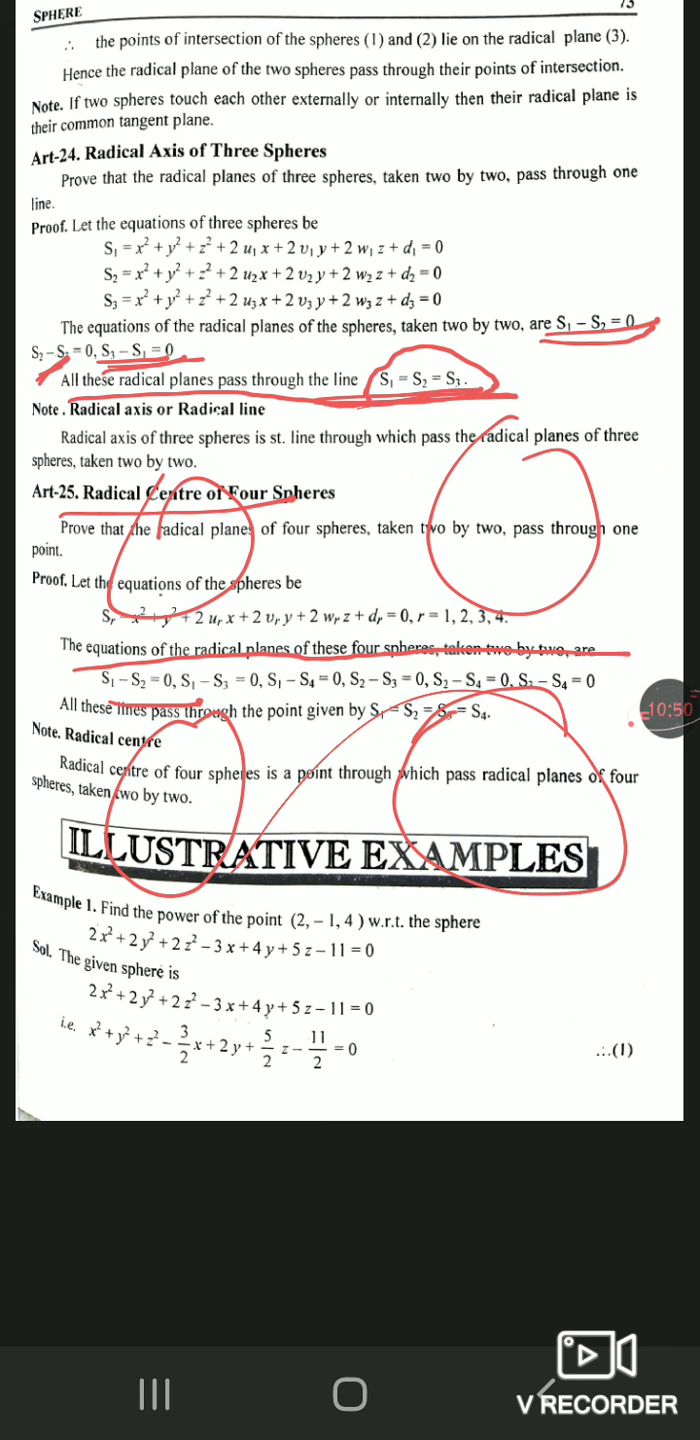 SPHERE
73
∴ the points of intersection of the spheres (1) and (2) lie on the radical plane (3).
Hence the radical plane of the two spheres pass through their points of intersection.
Note. If two spheres touch each other externally or internally then their radical plane is
their common tangent plane.
Art-24. Radical Axis of Three Spheres
Prove that the radical planes of three spheres, taken two by two, pass through one
line.
Proof. Let the equations of three spheres be
S₁ = x² + y² + z² + 2 u₁ x + 2 v₁ y + 2 w₁ z + d₁ = 0
S₂ = x² + y² + z² + 2 u₂ x + 2 v₂ y + 2 w₂ z + d₂ = 0
S₃ = x² + y² + z² + 2 u₃ x + 2 v₃ y + 2 w₃ z + d₃ = 0
The equations of the radical planes of the spheres, taken two by two, are S₁ – S₂ = 0
S₂ – S₃ = 0, S₃ – S₁ = 0
All these radical planes pass through the line S₁ = S₂ = S₃.
Note . Radical axis or Radical line
Radical axis of three spheres is st. line through which pass the radical planes of three
spheres, taken two by two.
Art-25. Radical Centre of Four Spheres
Prove that the radical planes of four spheres, taken two by two, pass through one
point.
Proof. Let the equations of the spheres be
Sᵣ = x² + y² + 2 uᵣ x + 2 vᵣ y + 2 wᵣ z + dᵣ = 0, r = 1, 2, 3, 4.
The equations of the radical planes of these four spheres, taken two by two, are
S₁ – S₂ = 0, S₁ – S₃ = 0, S₁ – S₄ = 0, S₂ – S₃ = 0, S₂ – S₄ = 0, S₃ – S₄ = 0
All these lines pass through the point given by S₁ = S₂ = S₃ = S₄.
Note. Radical centre
Radical centre of four spheres is a point through which pass radical planes of four
spheres, taken two by two.
ILLUSTRATIVE EXAMPLES
Example 1. Find the power of the point (2, – 1, 4 ) w.r.t. the sphere
2x² + 2y² + 2z² – 3x + 4y + 5z – 11 = 0
Sol. The given sphere is
2x² + 2y² + 2z² – 3x + 4y + 5z – 11 = 0
i.e. x² + y² + z² – 3/2 x + 2y + 5/2 z – 11/2 = 0 ...(1)
10:50
V RECORDER